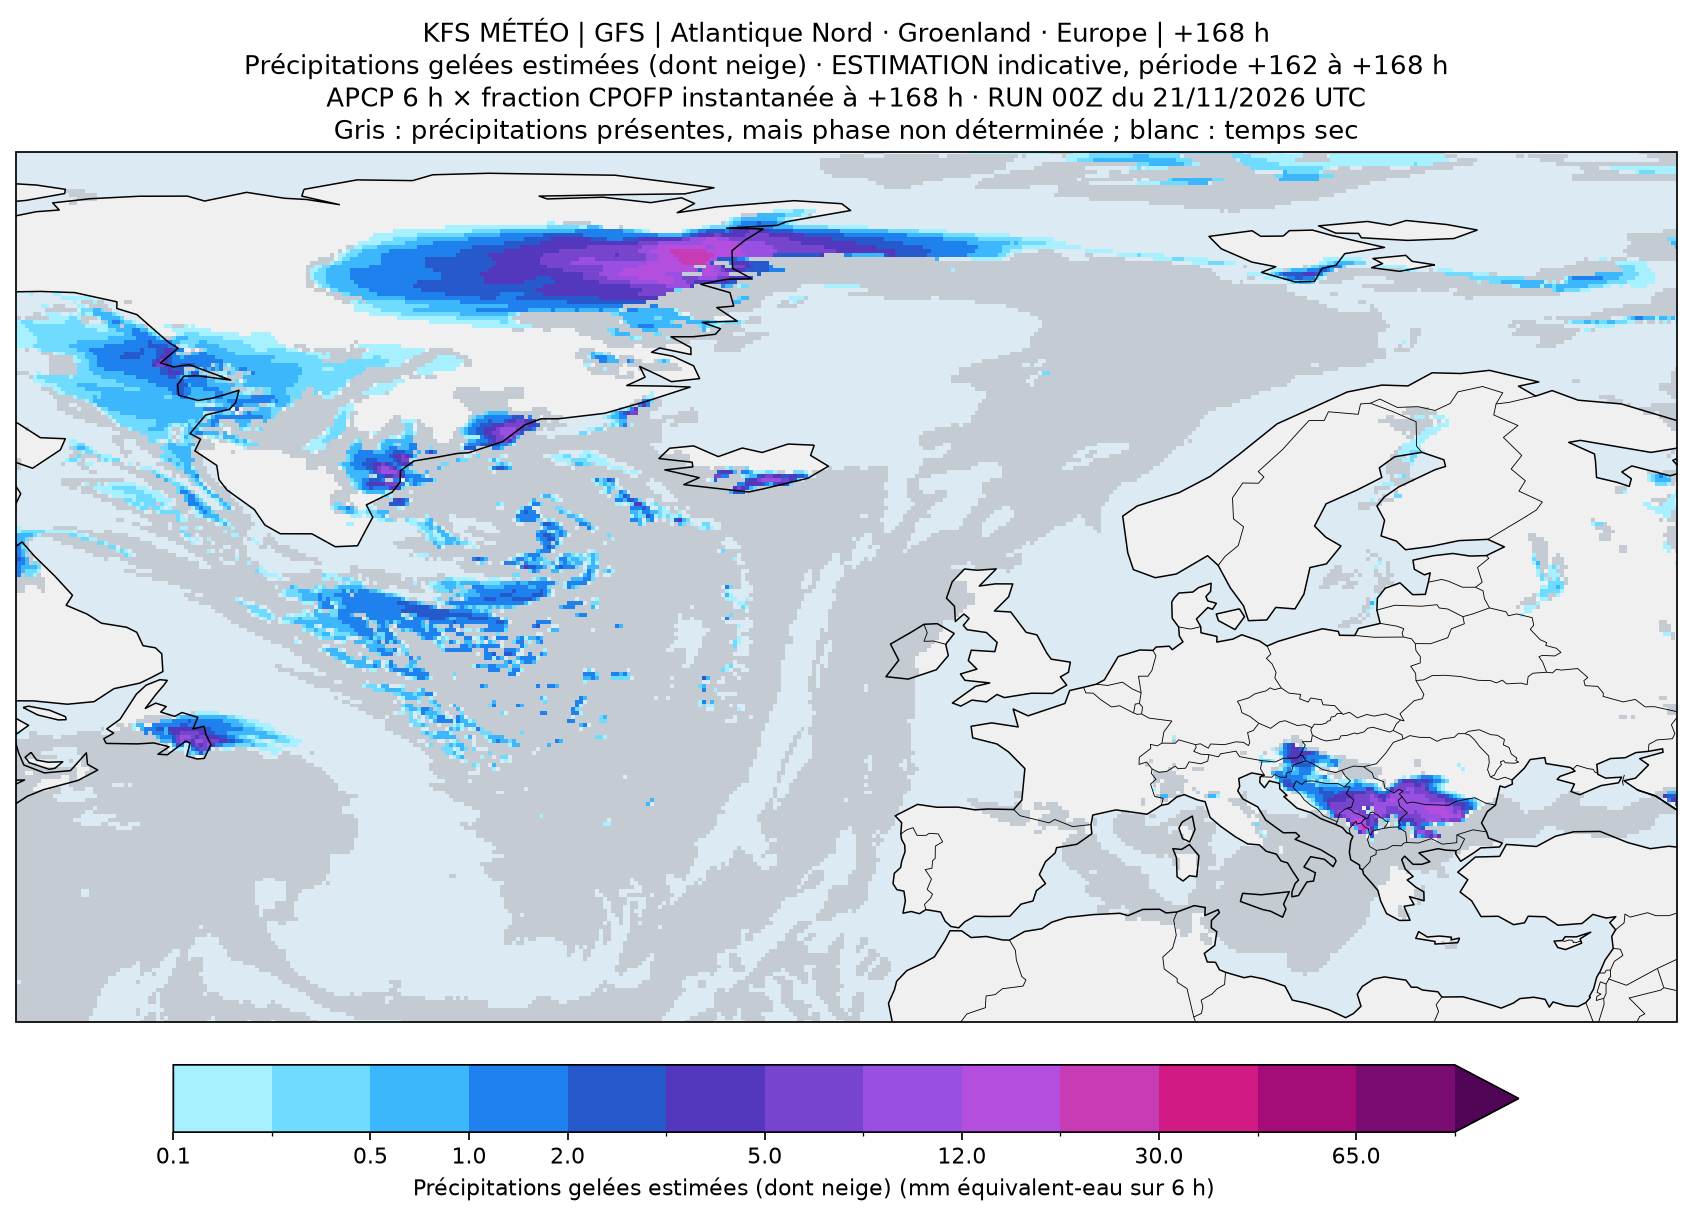 KFS MÉTÉO | GFS | Atlantique Nord · Groenland · Europe | +168 h
Précipitations gelées estimées (dont neige) · ESTIMATION indicative, période +162 à +168 h
APCP 6 h × fraction CPOFP instantanée à +168 h · RUN 00Z du 21/11/2026 UTC
Gris : précipitations présentes, mais phase non déterminée ; blanc : temps sec
0.1 0.5 1.0 2.0 5.0 12.0 30.0 65.0
Précipitations gelées estimées (dont neige) (mm équivalent-eau sur 6 h)